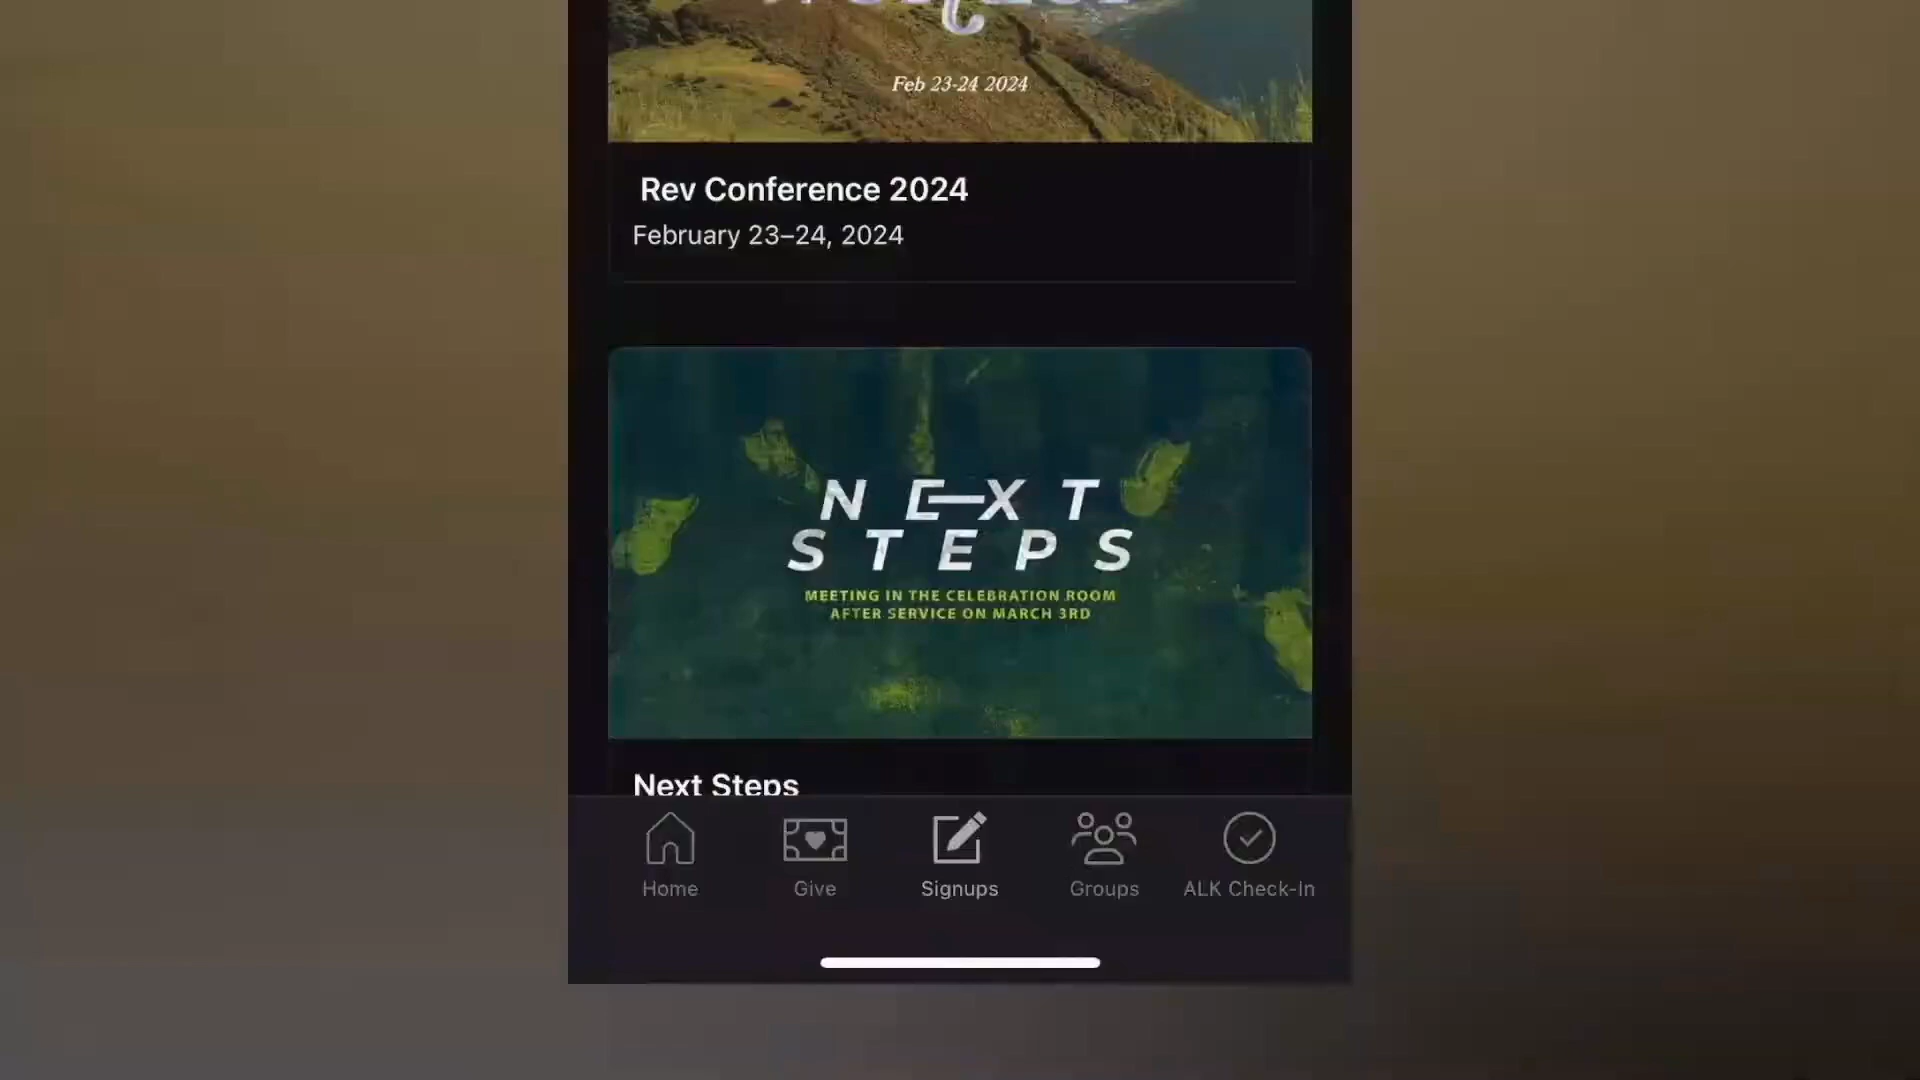 Feb 23-24 2024
Rev Conference 2024
February 23–24, 2024
NEXT
STEPS
MEETING IN THE CELEBRATION ROOM
AFTER SERVICE ON MARCH 3RD
Next Steps
Home
Give
Signups
Groups
ALK Check-In